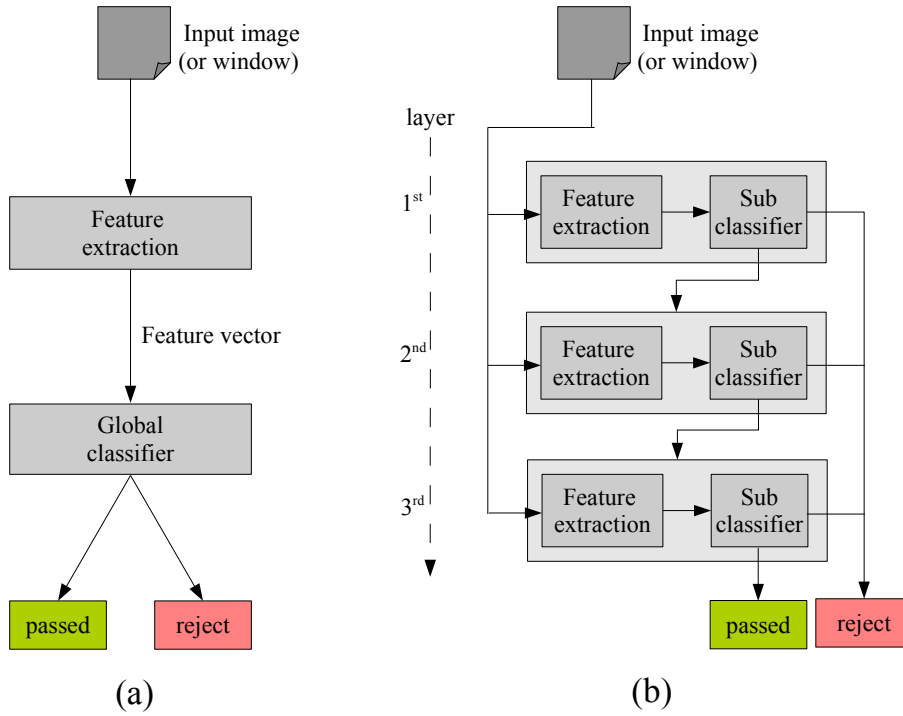 Input image
(or window)
Feature
extraction
Feature vector
Global
classifier
passed
reject
(a)
Input image
(or window)
layer
1st
Feature
extraction
Sub
classifier
2nd
Feature
extraction
Sub
classifier
3rd
Feature
extraction
Sub
classifier
passed
reject
(b)